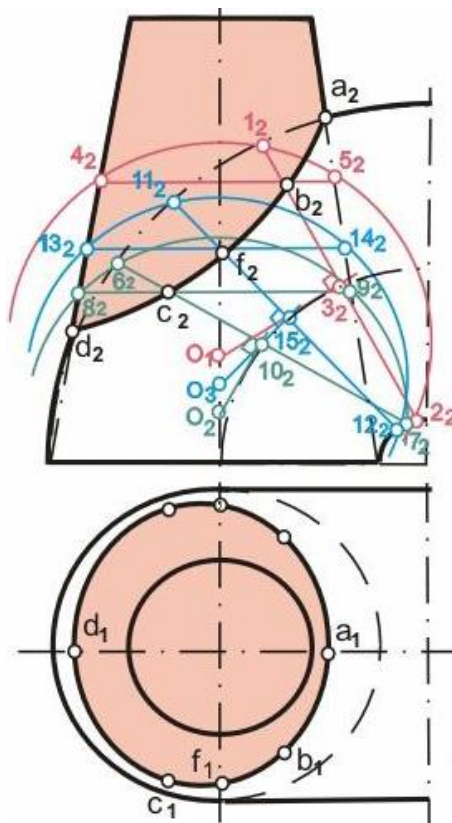 a₂
1₂
4₂
5₂
11₂
b₂
13₂
14₂
f₂
6₂
8₂
c₂
3₂
9₂
d₂
O₁
15₂
10₂
O₃
O₂
2₂
12₂
7₂
d₁
a₁
f₁
b₁
c₁